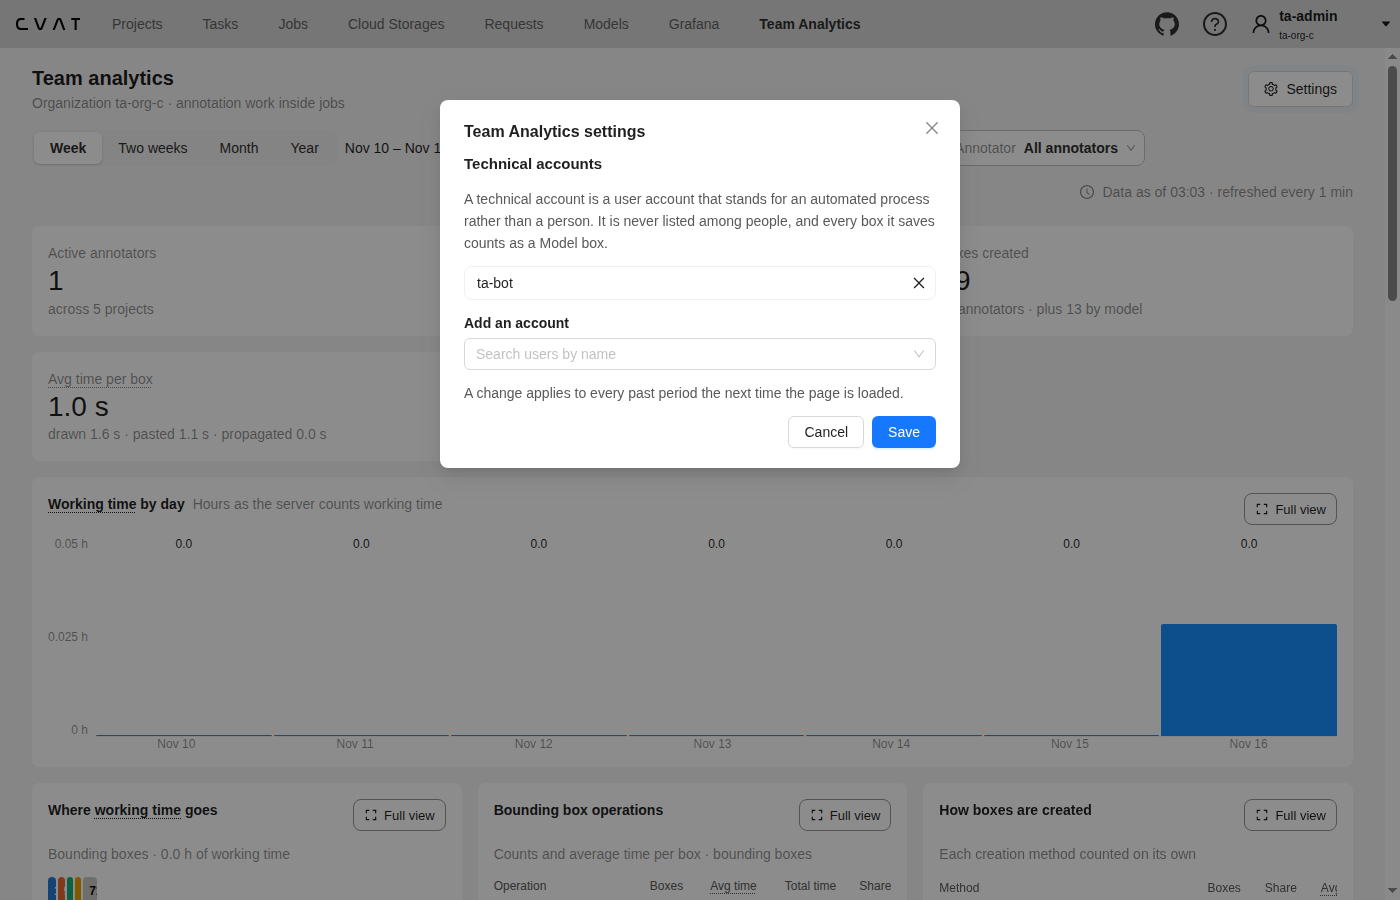 CVAT Projects Tasks Jobs Cloud Storages Requests Models Grafana Team Analytics ta-admin
ta-org-c
Team analytics
Organization ta-org-c · annotation work inside jobs
Settings
Week Two weeks Month Year Nov 10 – Nov 1 Annotator All annotators
Data as of 03:03 · refreshed every 1 min
Team Analytics settings
Technical accounts
A technical account is a user account that stands for an automated process
rather than a person. It is never listed among people, and every box it saves
counts as a Model box.
ta-bot
Add an account
Search users by name
A change applies to every past period the next time the page is loaded.
Cancel Save
Active annotators
1
across 5 projects
xes created
9
annotators · plus 13 by model
Avg time per box
1.0 s
drawn 1.6 s · pasted 1.1 s · propagated 0.0 s
Working time by day Hours as the server counts working time
Full view
0.05 h 0.0 0.0 0.0 0.0 0.0 0.0 0.0
0.025 h
0 h
Nov 10 Nov 11 Nov 12 Nov 13 Nov 14 Nov 15 Nov 16
Where working time goes
Full view
Bounding boxes · 0.0 h of working time
Bounding box operations
Full view
Counts and average time per box · bounding boxes
Operation Boxes Avg time Total time Share
How boxes are created
Full view
Each creation method counted on its own
Method Boxes Share Avg